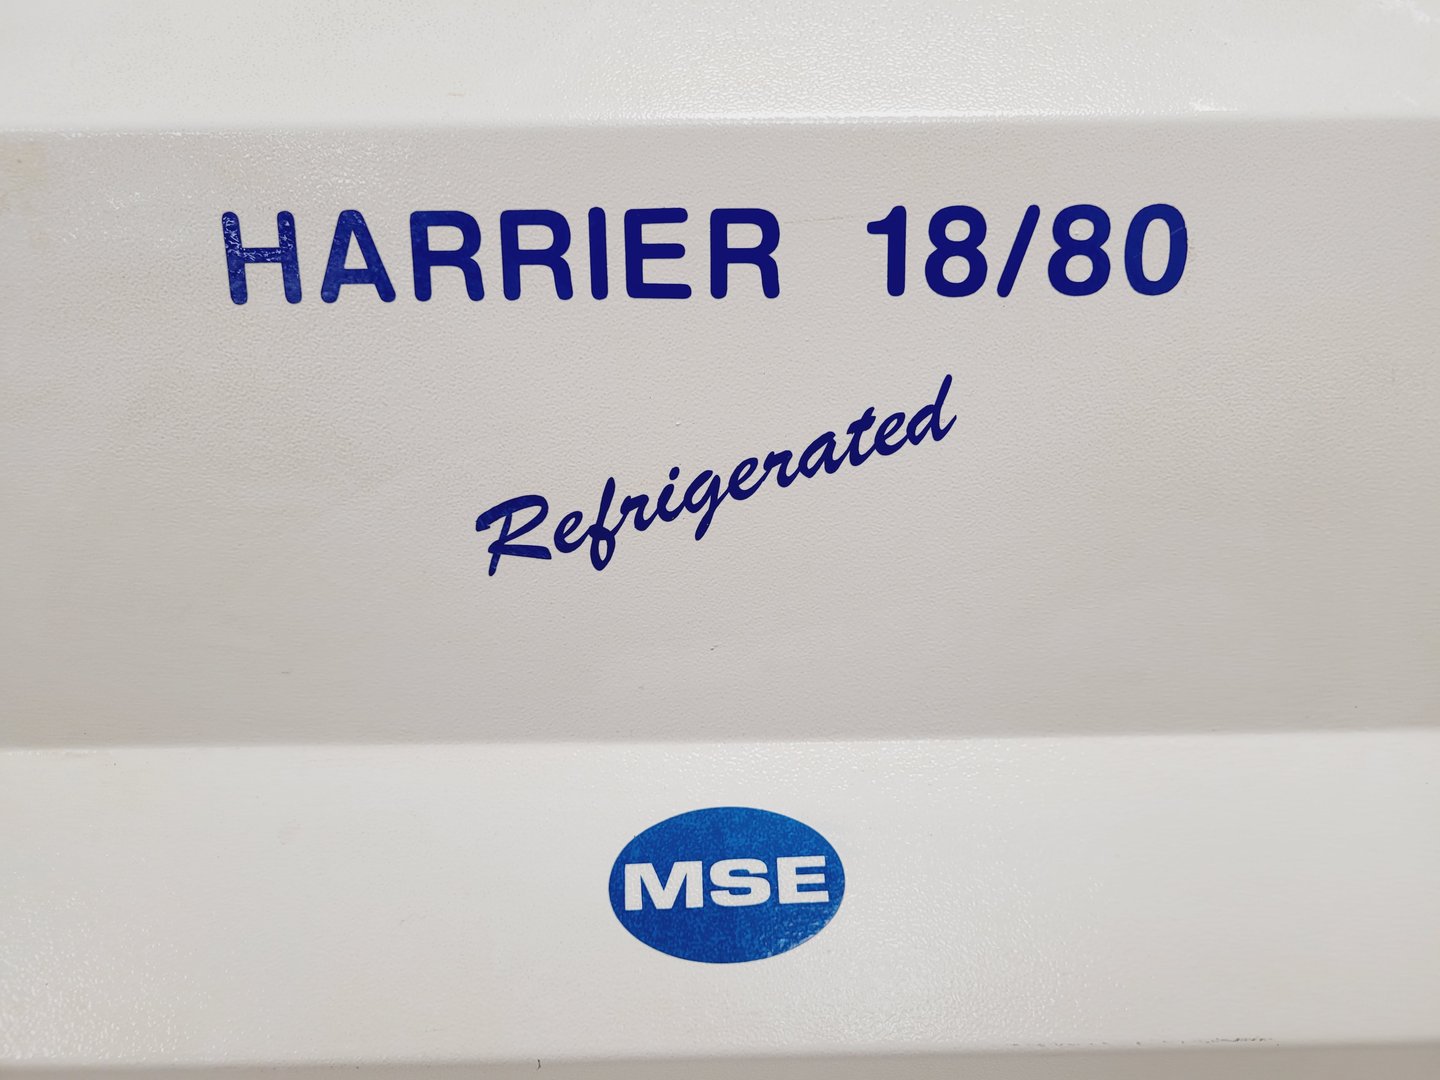 HARRIER 18/80
Refrigerated
MSE